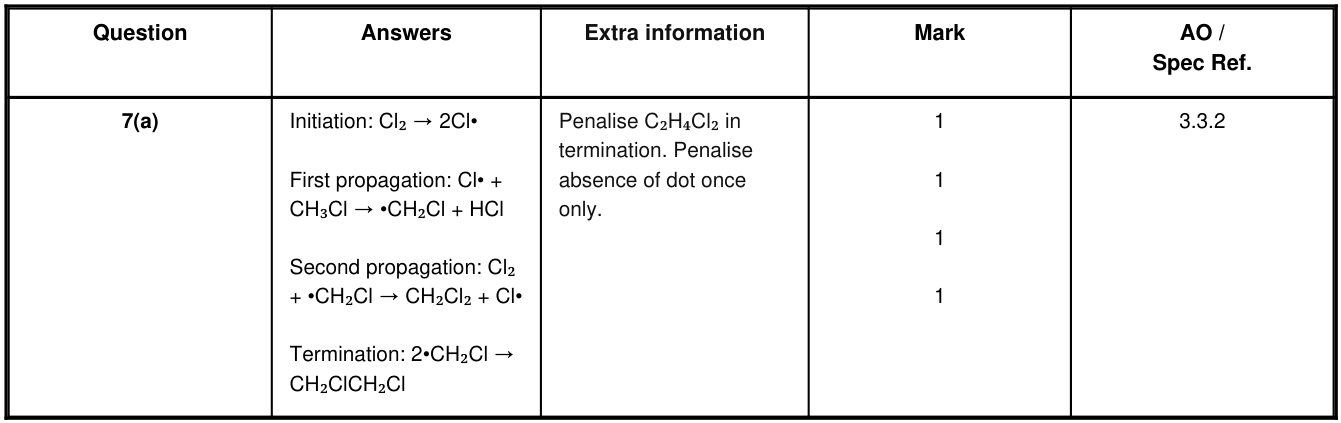 Question Answers Extra information Mark AO /
Spec Ref.
7(a) Initiation: Cl₂ → 2Cl• Penalise C₂H₄Cl₂ in 1 3.3.2
termination. Penalise
First propagation: Cl• + absence of dot once 1
CH₃Cl → •CH₂Cl + HCl only.
1
Second propagation: Cl₂
+ •CH₂Cl → CH₂Cl₂ + Cl• 1
Termination: 2•CH₂Cl →
CH₂ClCH₂Cl